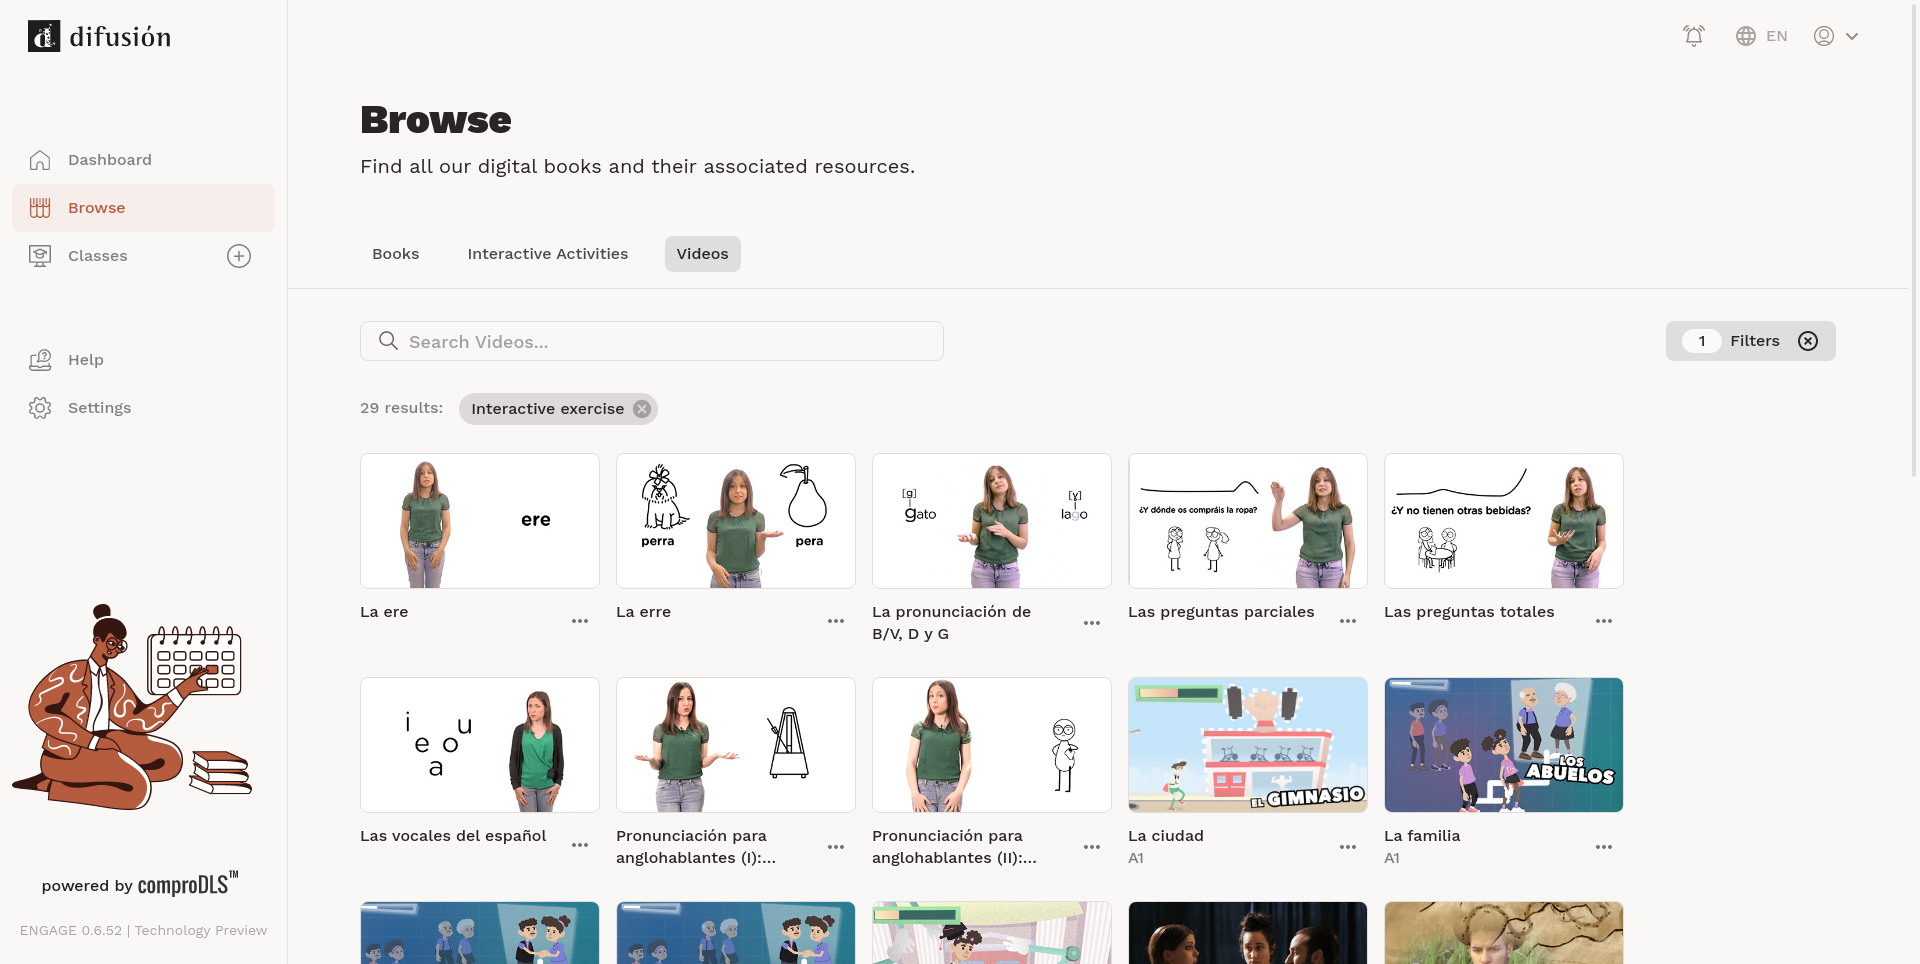 difusión
EN
Dashboard
Browse
Classes
Help
Settings
powered by comproDLS™
ENGAGE 0.6.52 | Technology Preview
Browse
Find all our digital books and their associated resources.
Books
Interactive Activities
Videos
Search Videos...
1 Filters
29 results:
Interactive exercise
ere
perra
pera
[g]
gato
[ɣ]
lago
¿Y dónde os compráis la ropa?
¿Y no tienen otras bebidas?
La ere
La erre
La pronunciación de
B/V, D y G
Las preguntas parciales
Las preguntas totales
i
e
a
o
u
EL GIMNASIO
LOS
ABUELOS
Las vocales del español
Pronunciación para
anglohablantes (I):...
Pronunciación para
anglohablantes (II):...
La ciudad
A1
La familia
A1